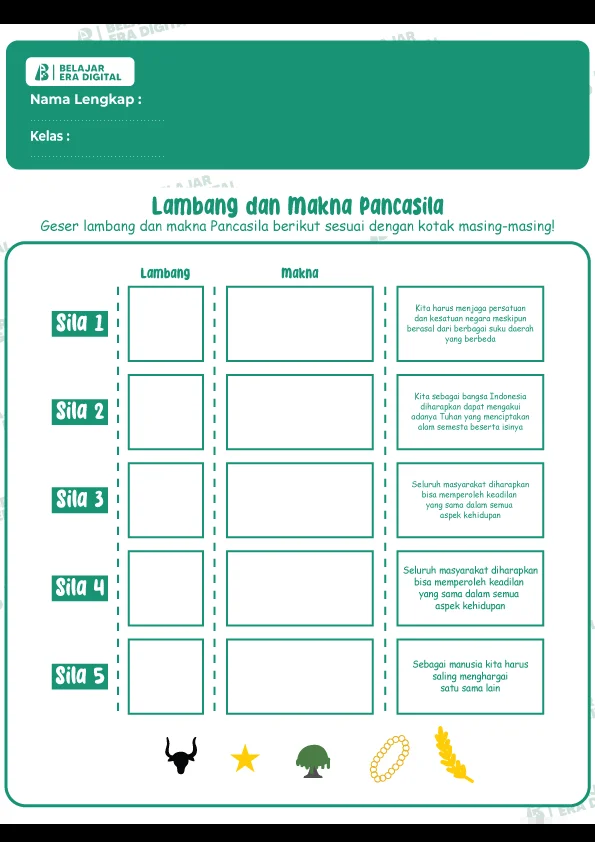 BELAJAR
ERA DIGITAL
Nama Lengkap :
Kelas :
Lambang dan Makna Pancasila
Geser lambang dan makna Pancasila berikut sesuai dengan kotak masing-masing!
Lambang
Makna
Sila 1
Kita harus menjaga persatuan
dan kesatuan negara meskipun
berasal dari berbagai suku daerah
yang berbeda
Sila 2
Kita sebagai bangsa Indonesia
diharapkan dapat mengakui
adanya Tuhan yang menciptakan
alam semesta beserta isinya
Sila 3
Seluruh masyarakat diharapkan
bisa memperoleh keadilan
yang sama dalam semua
aspek kehidupan
Sila 4
Seluruh masyarakat diharapkan
bisa memperoleh keadilan
yang sama dalam semua
aspek kehidupan
Sila 5
Sebagai manusia kita harus
saling menghargai
satu sama lain